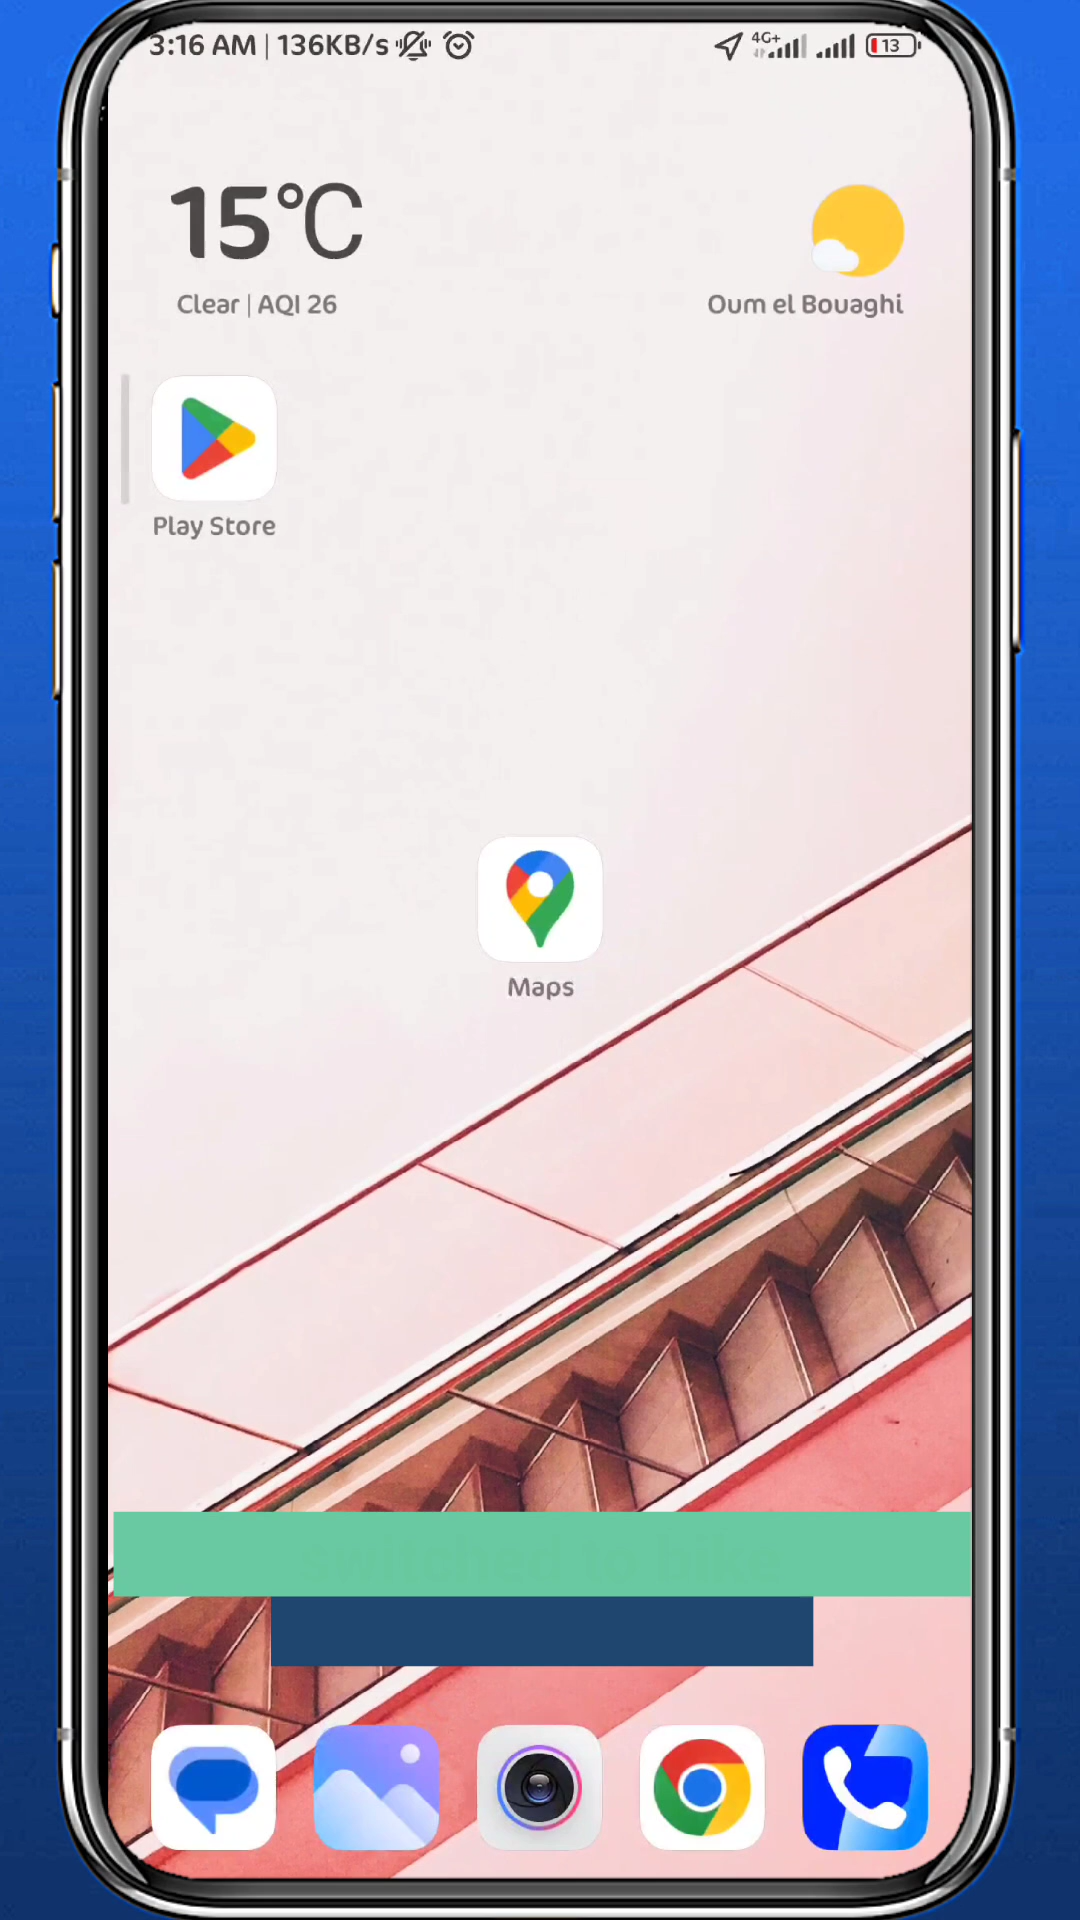 3:16 AM | 136KB/s
4G+
13
15°C
Clear | AQI 26
Oum el Bouaghi
Play Store
Maps